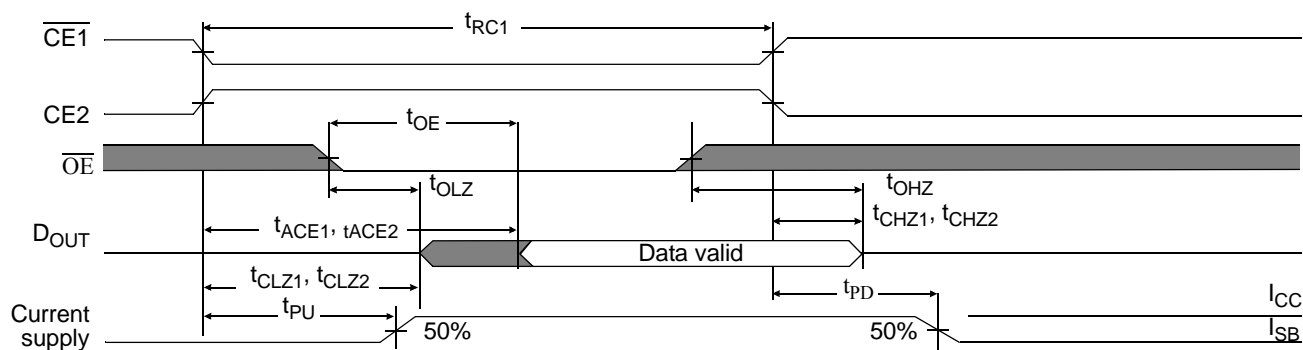 tRC1
CE1
CE2
tOE
OE
tOLZ
tOHZ
tACE1, tACE2
tCHZ1, tCHZ2
DOUT
Data valid
tCLZ1, tCLZ2
tPU
tPD
ICC
Current
supply
50%
50%
ISB